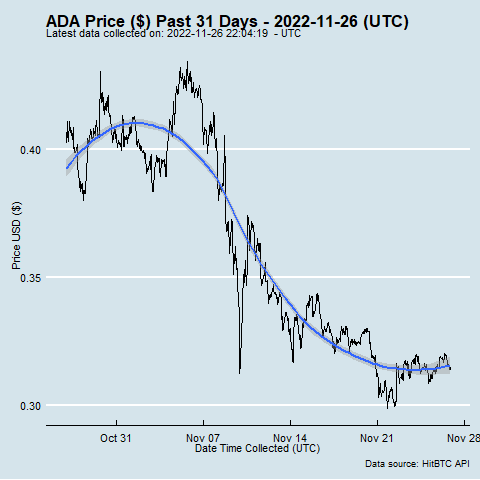 ADA Price ($) Past 31 Days - 2022-11-26 (UTC)
Latest data collected on: 2022-11-26 22:04:19 - UTC
Price USD ($)
0.40
0.35
0.30
Oct 31 Nov 07 Nov 14 Nov 21 Nov 28
Date Time Collected (UTC)
Data source: HitBTC API